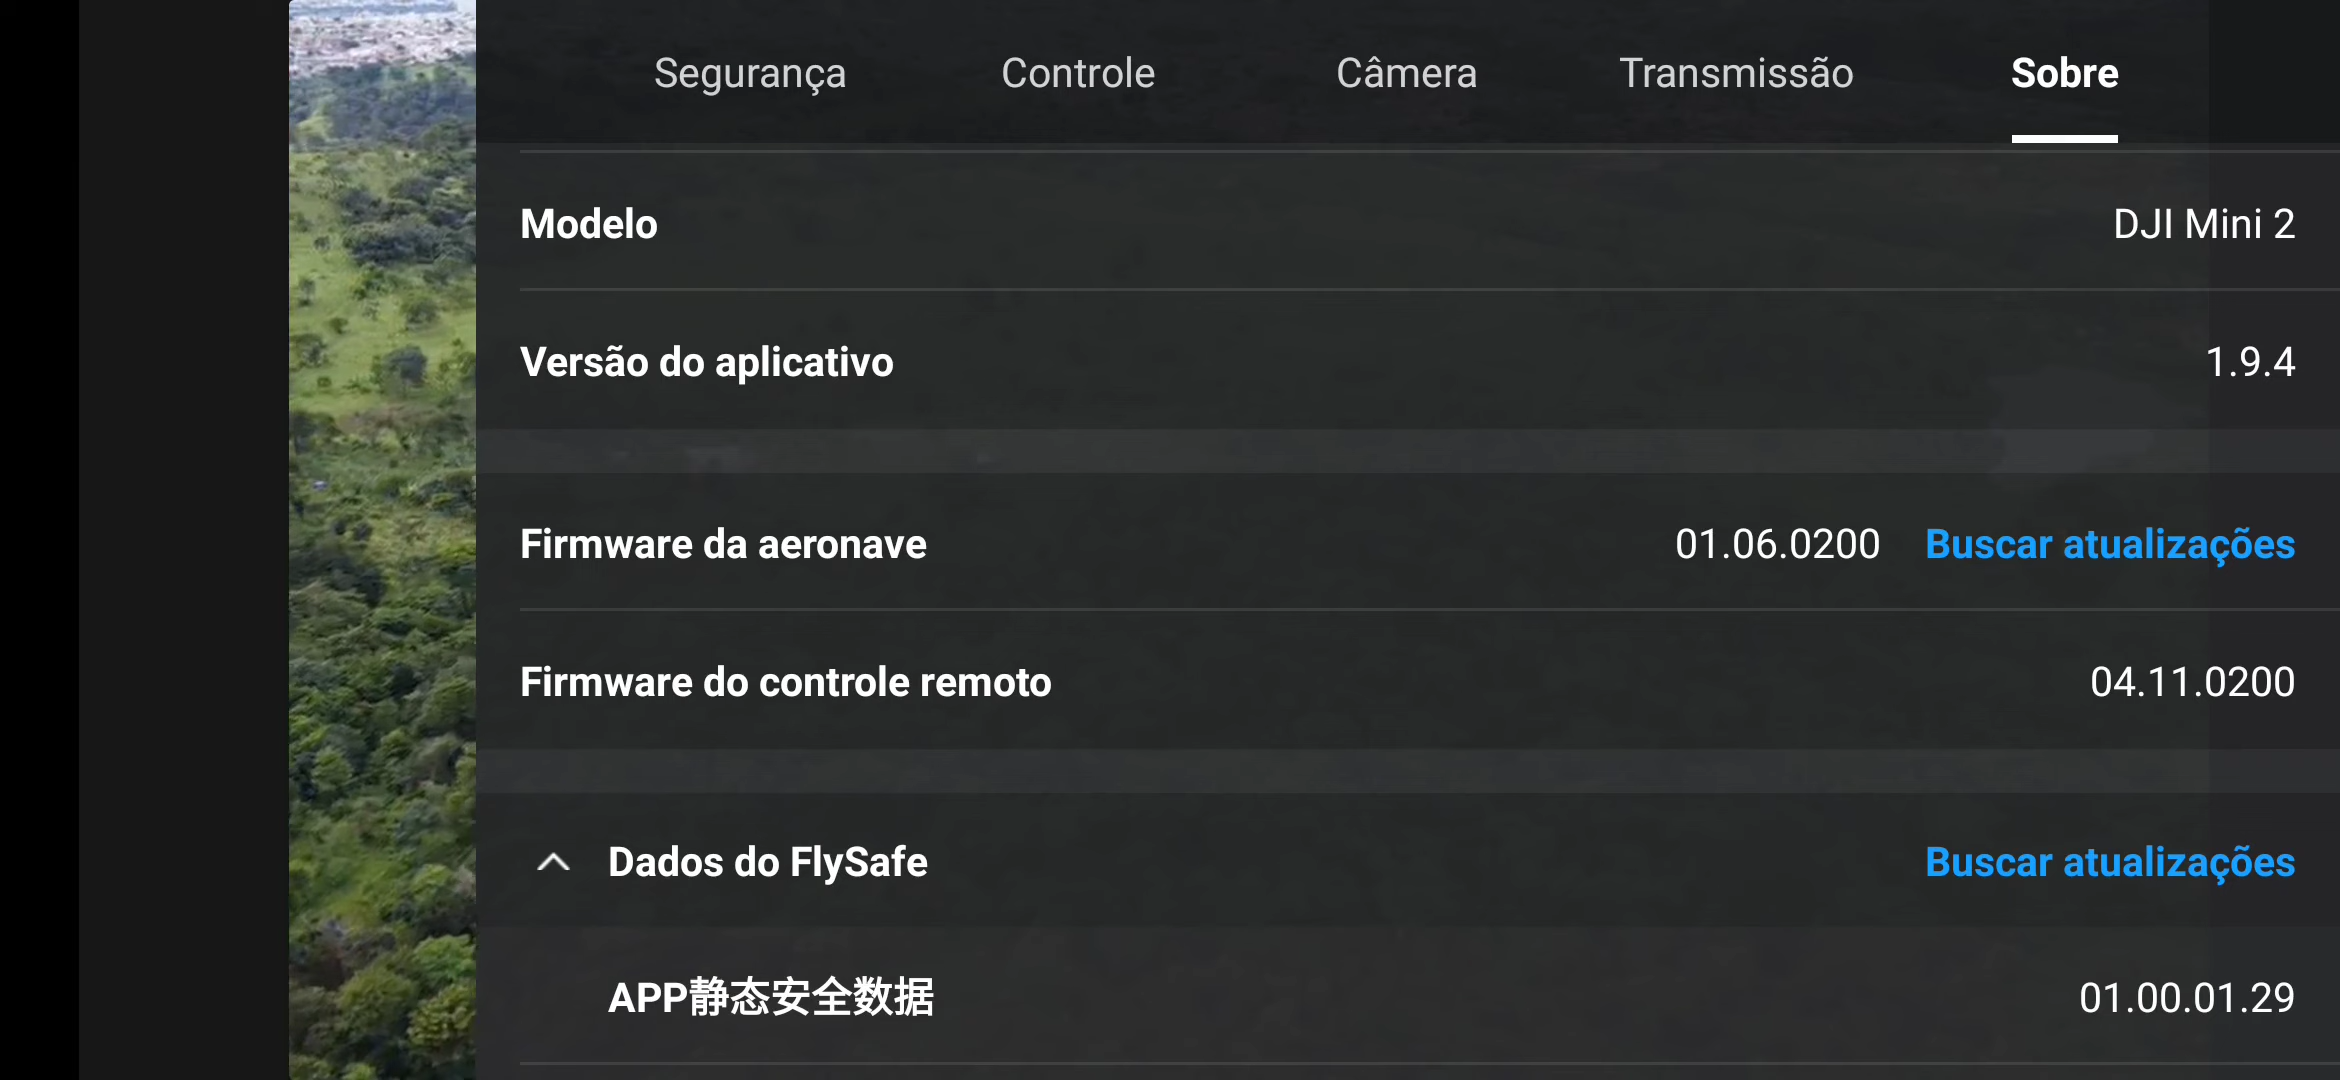 Segurança Controle Câmera Transmissão Sobre
Modelo DJI Mini 2
Versão do aplicativo 1.9.4
Firmware da aeronave 01.06.0200 Buscar atualizações
Firmware do controle remoto 04.11.0200
Dados do FlySafe Buscar atualizações
APP静态安全数据 01.00.01.29